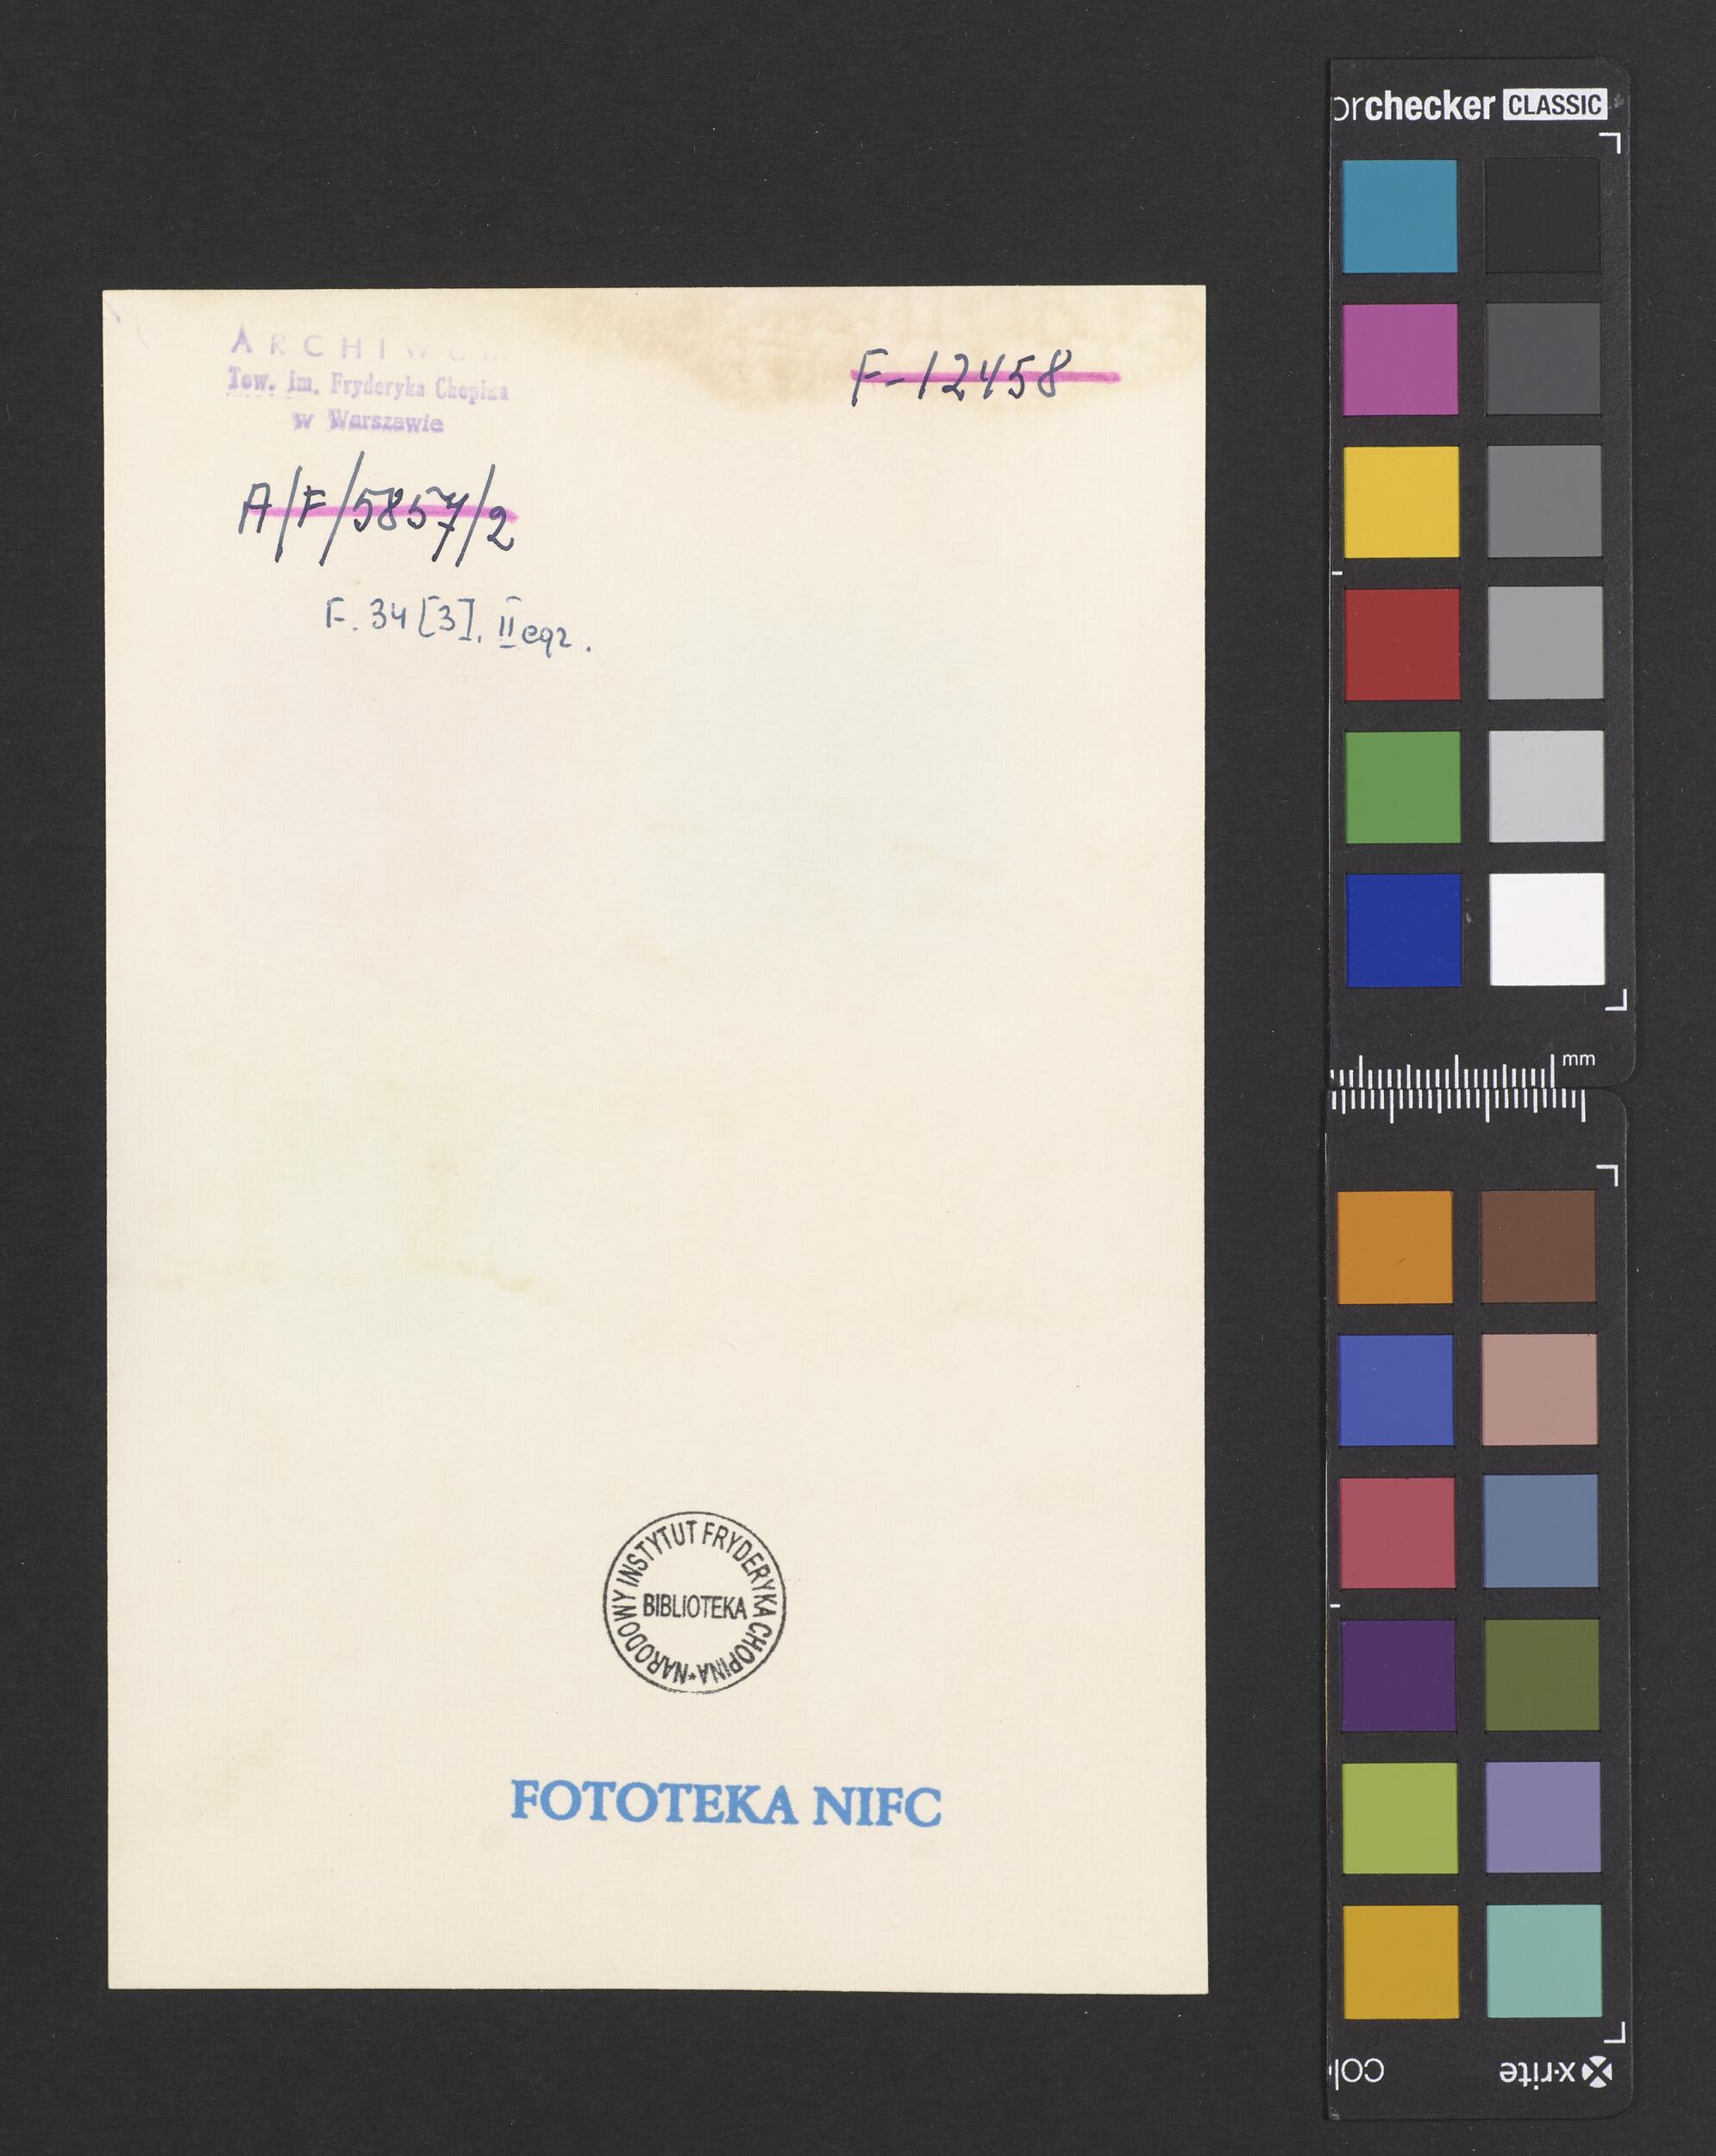 ARCHIWUM
Tow. im. Fryderyka Chopina
w Warszawie
F-12458
A/F/5857/2
F. 34 [3]. II egz.
NARODOWY INSTYTUT FRYDERYKA CHOPINA*
BIBLIOTEKA
FOTOTEKA NIFC
orchecker CLASSIC
mm
x-rite
col